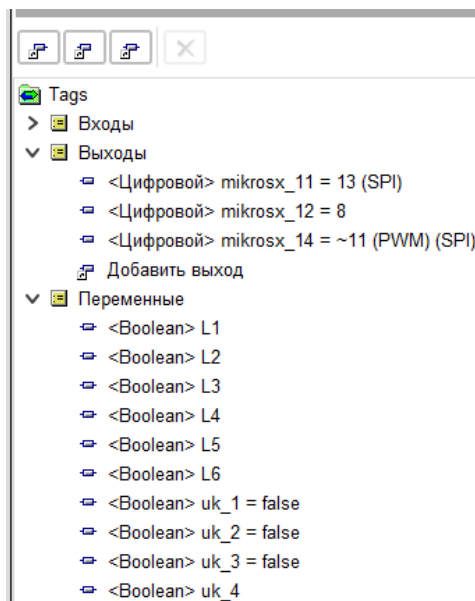 Tags
Входы
Выходы
<Цифровой> mikrosx_11 = 13 (SPI)
<Цифровой> mikrosx_12 = 8
<Цифровой> mikrosx_14 = ~11 (PWM) (SPI)
Добавить выход
Переменные
<Boolean> L1
<Boolean> L2
<Boolean> L3
<Boolean> L4
<Boolean> L5
<Boolean> L6
<Boolean> uk_1 = false
<Boolean> uk_2 = false
<Boolean> uk_3 = false
<Boolean> uk_4